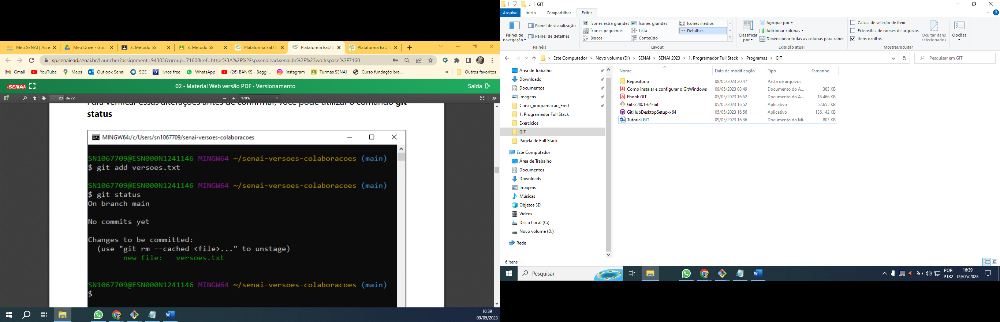 Meu SENAI | Acre
Meu Drive - Goo
3. Método 5S
3. Método 5S
Plataforma EaD S
Plataforma EaD S
Plataforma EaD S
sp.senaiead.senai.br/Launcher?assignment=94303&group=7160&ref=https%3A%2F%2Fsp.senaiead.senai.br%2F%23workspace%2F7160
Gmail
YouTube
Maps
Outlook Senai
SGE
livros free
WhatsApp
(26) BANKS - Beggi...
Instagram
Turmas SENAI
Curso fundação bra...
»
Outros favoritos
SENAI
02 - Material Web versão PDF - Versionamento
Saída
23 de 72
170%
Para verificar essas alterações antes de confirmar, você pode utilizar o comando git
status
MINGW64:/c/Users/sn1067709/senai-versoes-colaboracoes
SN1067709@ESN000N1241146 MINGW64 ~/senai-versoes-colaboracoes (main)
$ git add versoes.txt
SN1067709@ESN000N1241146 MINGW64 ~/senai-versoes-colaboracoes (main)
$ git status
On branch main
No commits yet
Changes to be committed:
(use "git rm --cached <file>..." to unstage)
new file:   versoes.txt
SN1067709@ESN000N1241146 MINGW64 ~/senai-versoes-colaboracoes (main)
$
16:39
09/05/2023
GIT
Arquivo
Início
Compartilhar
Exibir
Painel de navegação
Painel de visualização
Painel de detalhes
Painéis
Ícones extra grandes
Ícones grandes
Ícones médios
Ícones pequenos
Lista
Detalhes
Blocos
Conteúdo
Layout
Classificar por
Agrupar por
Adicionar colunas
Dimensionar todas as colunas para caber
Exibição atual
Caixas de seleção de item
Extensões de nomes de arquivos
Itens ocultos
Ocultar itens selecionados
Mostrar/ocultar
Opções
Este Computador › Novo volume (D:) › SENAI › SENAI 2023 › 1. Programador Full Stack › Programas › GIT
Pesquisar em GIT
Área de Trabalho
Downloads
Documentos
Imagens
Curso_programacao_Fred
1. Programador Full Stack
Exercicios
GIT
Pagela de Full Stack
Este Computador
Área de Trabalho
Documentos
Downloads
Imagens
Músicas
Objetos 3D
Vídeos
Disco Local (C:)
Novo volume (D:)
Rede
Nome Data de modificação Tipo Tamanho
Repositorio 08/05/2023 20:47 Pasta de arquivos
Como instalar e configurar o GitWindows 09/05/2023 08:49 Documento do A... 383 KB
Ebook GIT 05/05/2023 16:52 Documento do A... 18.466 KB
Git-2.40.1-64-bit 05/05/2023 16:52 Aplicativo 52.655 KB
GitHubDesktopSetup-x64 05/05/2023 16:56 Aplicativo 136.142 KB
Tutorial GIT 09/05/2023 16:36 Documento do Mi... 803 KB
6 itens
Pesquisar
POR
PTB2
16:39
09/05/2023